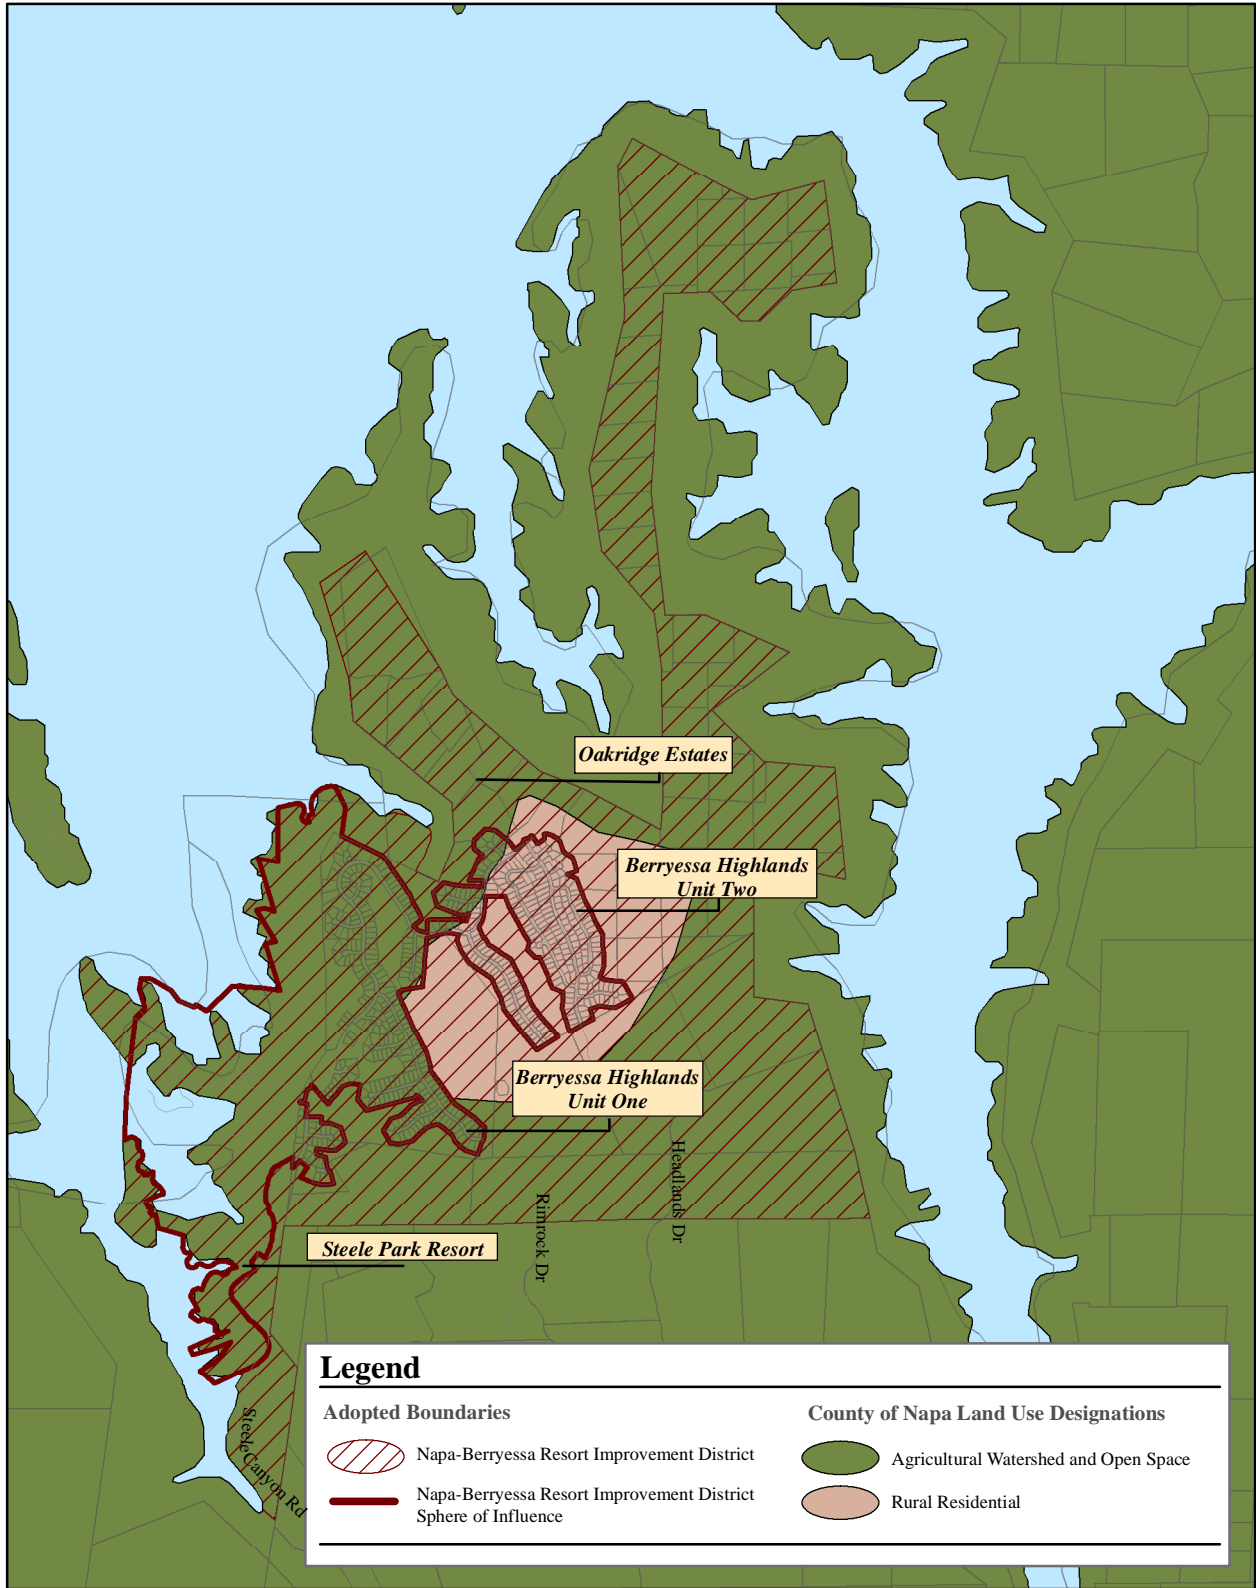 Oakridge Estates
Berryessa Highlands
Unit Two
Berryessa Highlands
Unit One
Headlands Dr
Rimrock Dr
Steele Park Resort
Steele Canyon Rd
Legend
Adopted Boundaries
Napa-Berryessa Resort Improvement District
Napa-Berryessa Resort Improvement District
Sphere of Influence
County of Napa Land Use Designations
Agricultural Watershed and Open Space
Rural Residential